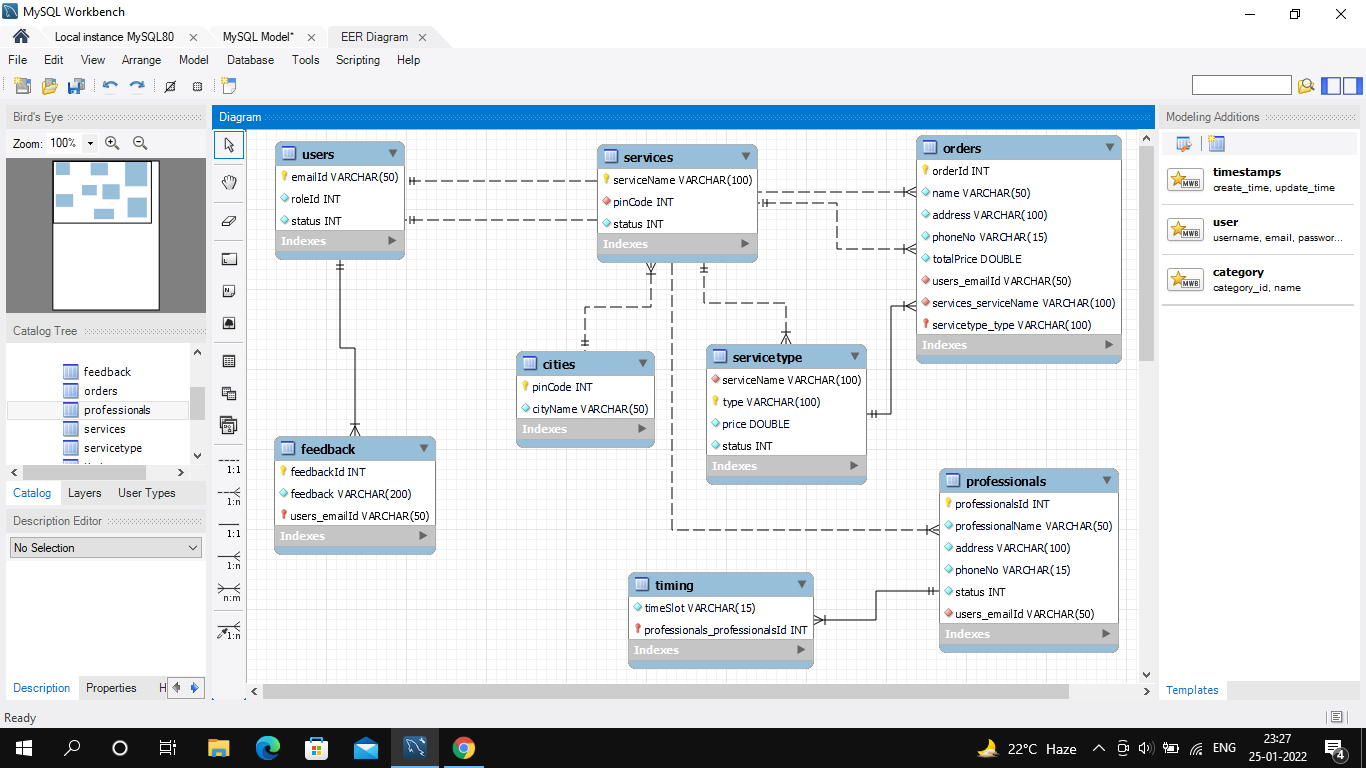 MySQL Workbench
Local instance MySQL80
MySQL Model*
EER Diagram
File Edit View Arrange Model Database Tools Scripting Help
Bird's Eye
Zoom: 100%
Catalog Tree
feedback
orders
professionals
services
servicetype
Catalog Layers User Types
Description Editor
No Selection
Description Properties H
Diagram
1:1
1:n
1:1
1:n
n:m
1:n
users
emailId VARCHAR(50)
roleId INT
status INT
Indexes
services
serviceName VARCHAR(100)
pinCode INT
status INT
Indexes
orders
orderId INT
name VARCHAR(50)
address VARCHAR(100)
phoneNo VARCHAR(15)
totalPrice DOUBLE
users_emailId VARCHAR(50)
services_serviceName VARCHAR(100)
servicetype_type VARCHAR(100)
Indexes
cities
pinCode INT
cityName VARCHAR(50)
Indexes
servicetype
serviceName VARCHAR(100)
type VARCHAR(100)
price DOUBLE
status INT
Indexes
feedback
feedbackId INT
feedback VARCHAR(200)
users_emailId VARCHAR(50)
Indexes
professionals
professionalsId INT
professionalName VARCHAR(50)
address VARCHAR(100)
phoneNo VARCHAR(15)
status INT
users_emailId VARCHAR(50)
Indexes
timing
timeSlot VARCHAR(15)
professionals_professionalsId INT
Indexes
Modeling Additions
MWB
timestamps
create_time, update_time
MWB
user
username, email, passwor...
MWB
category
category_id, name
Templates
Ready
22°C Haze
ENG
23:27
25-01-2022
4